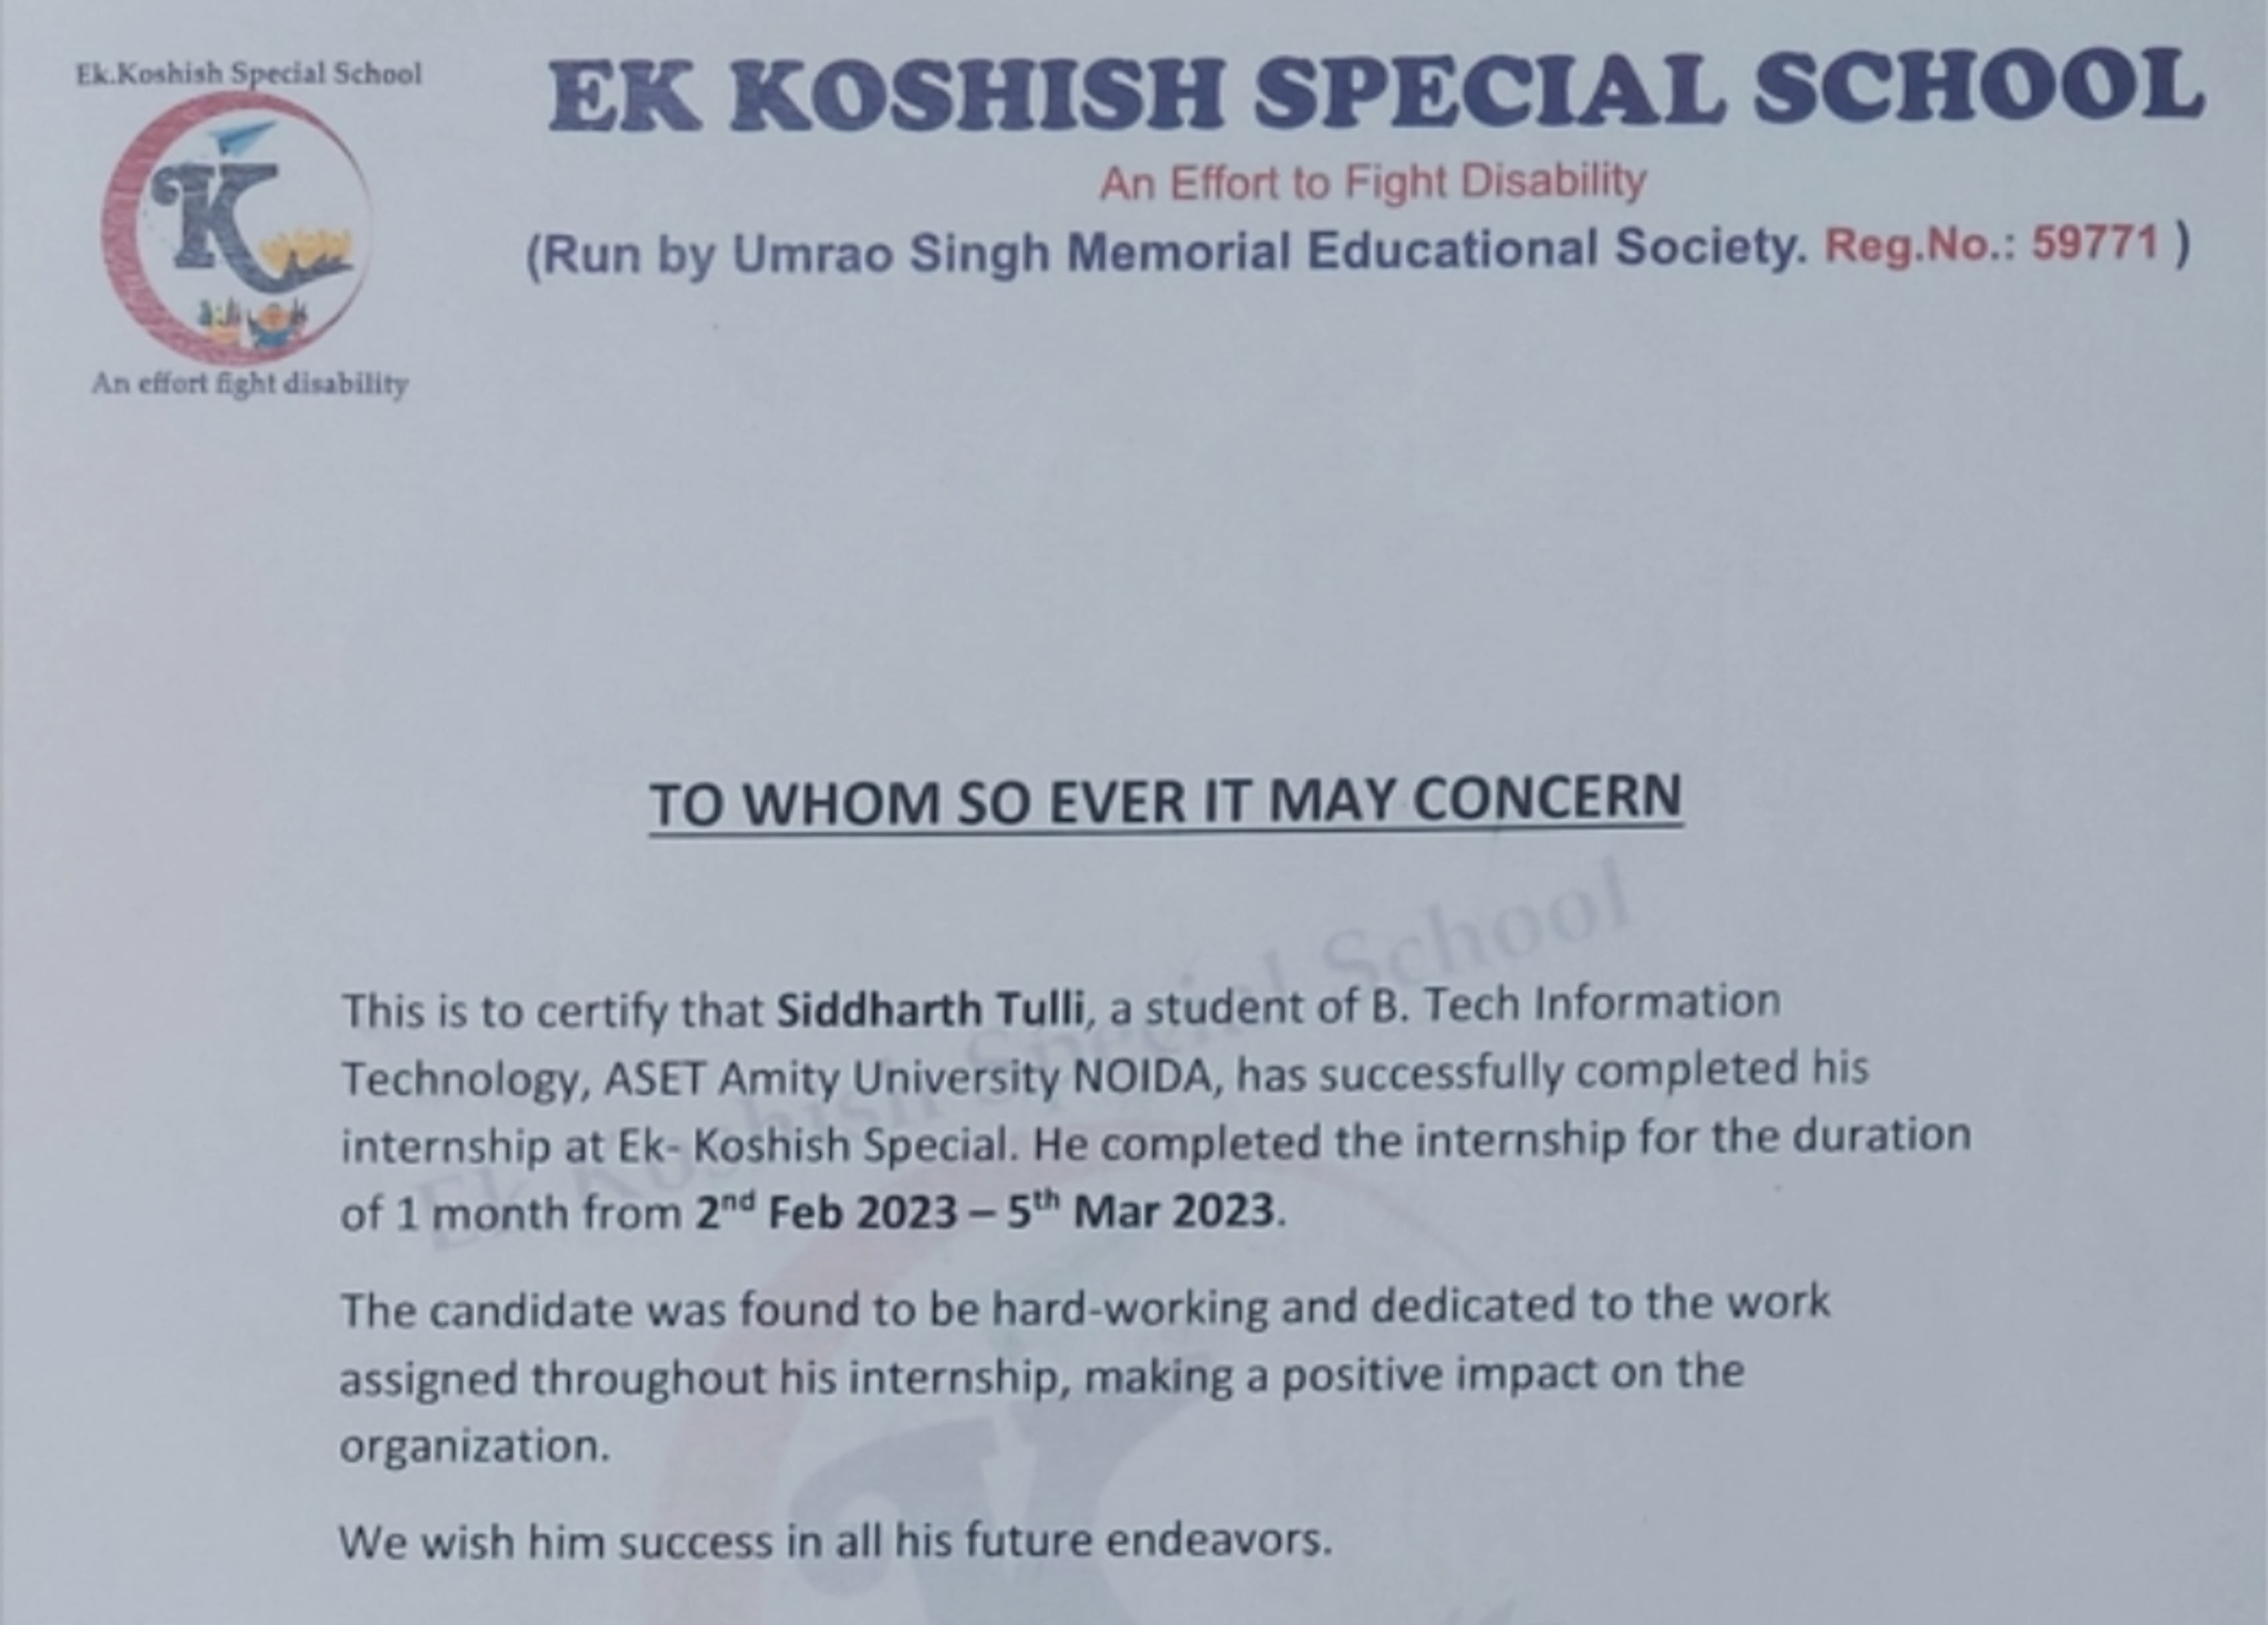 Ek.Koshish Special School
K
An effort fight disability
EK KOSHISH SPECIAL SCHOOL
An Effort to Fight Disability
(Run by Umrao Singh Memorial Educational Society. Reg.No.: 59771 )
TO WHOM SO EVER IT MAY CONCERN
Ek Koshish Special School
This is to certify that Siddharth Tulli, a student of B. Tech Information
Technology, ASET Amity University NOIDA, has successfully completed his
internship at Ek- Koshish Special. He completed the internship for the duration
of 1 month from 2nd Feb 2023 – 5th Mar 2023.
The candidate was found to be hard-working and dedicated to the work
assigned throughout his internship, making a positive impact on the
organization.
We wish him success in all his future endeavors.